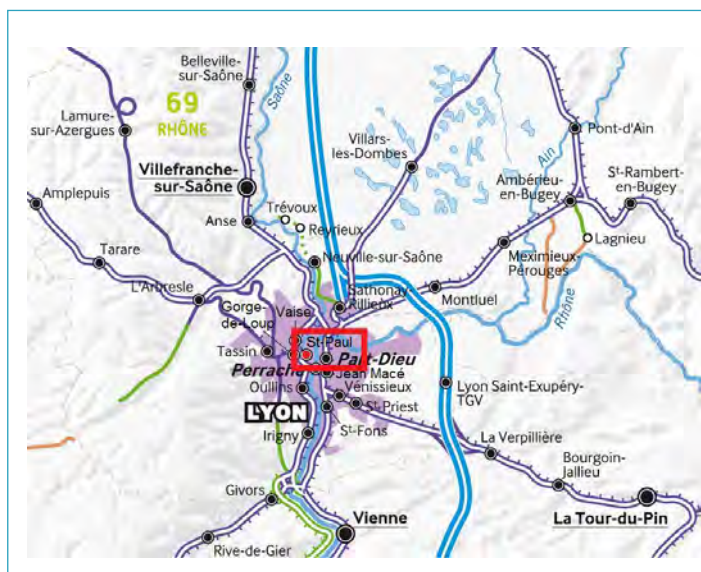 Belleville-
sur-Saône
Saône
69
RHÔNE
Lamure-
sur-Azergues
Villars-
les-Dombes
Ain
Pont-d'Ain
Villefranche-
sur-Saône
Ambérieu-
en-Bugey
St-Rambert-
en-Bugey
Amplepuis
Trévoux
Anse
Reyrieux
Lagnieu
Tarare
Neuville-sur-Saône
Meximieux-
Pérouges
L'Arbresle
Sathonay-
Rillieux
Montluel
Rhône
Gorge-
de-Loup
Vaise
St-Paul
Tassin
Part-Dieu
Perrache
Jean Macé
Oullins
Vénissieux
Lyon Saint-Exupéry-
TGV
LYON
St-Priest
Irigny
St-Fons
La Verpillière
Bourgoin-
Jallieu
Givors
Vienne
La Tour-du-Pin
Rive-de-Gier